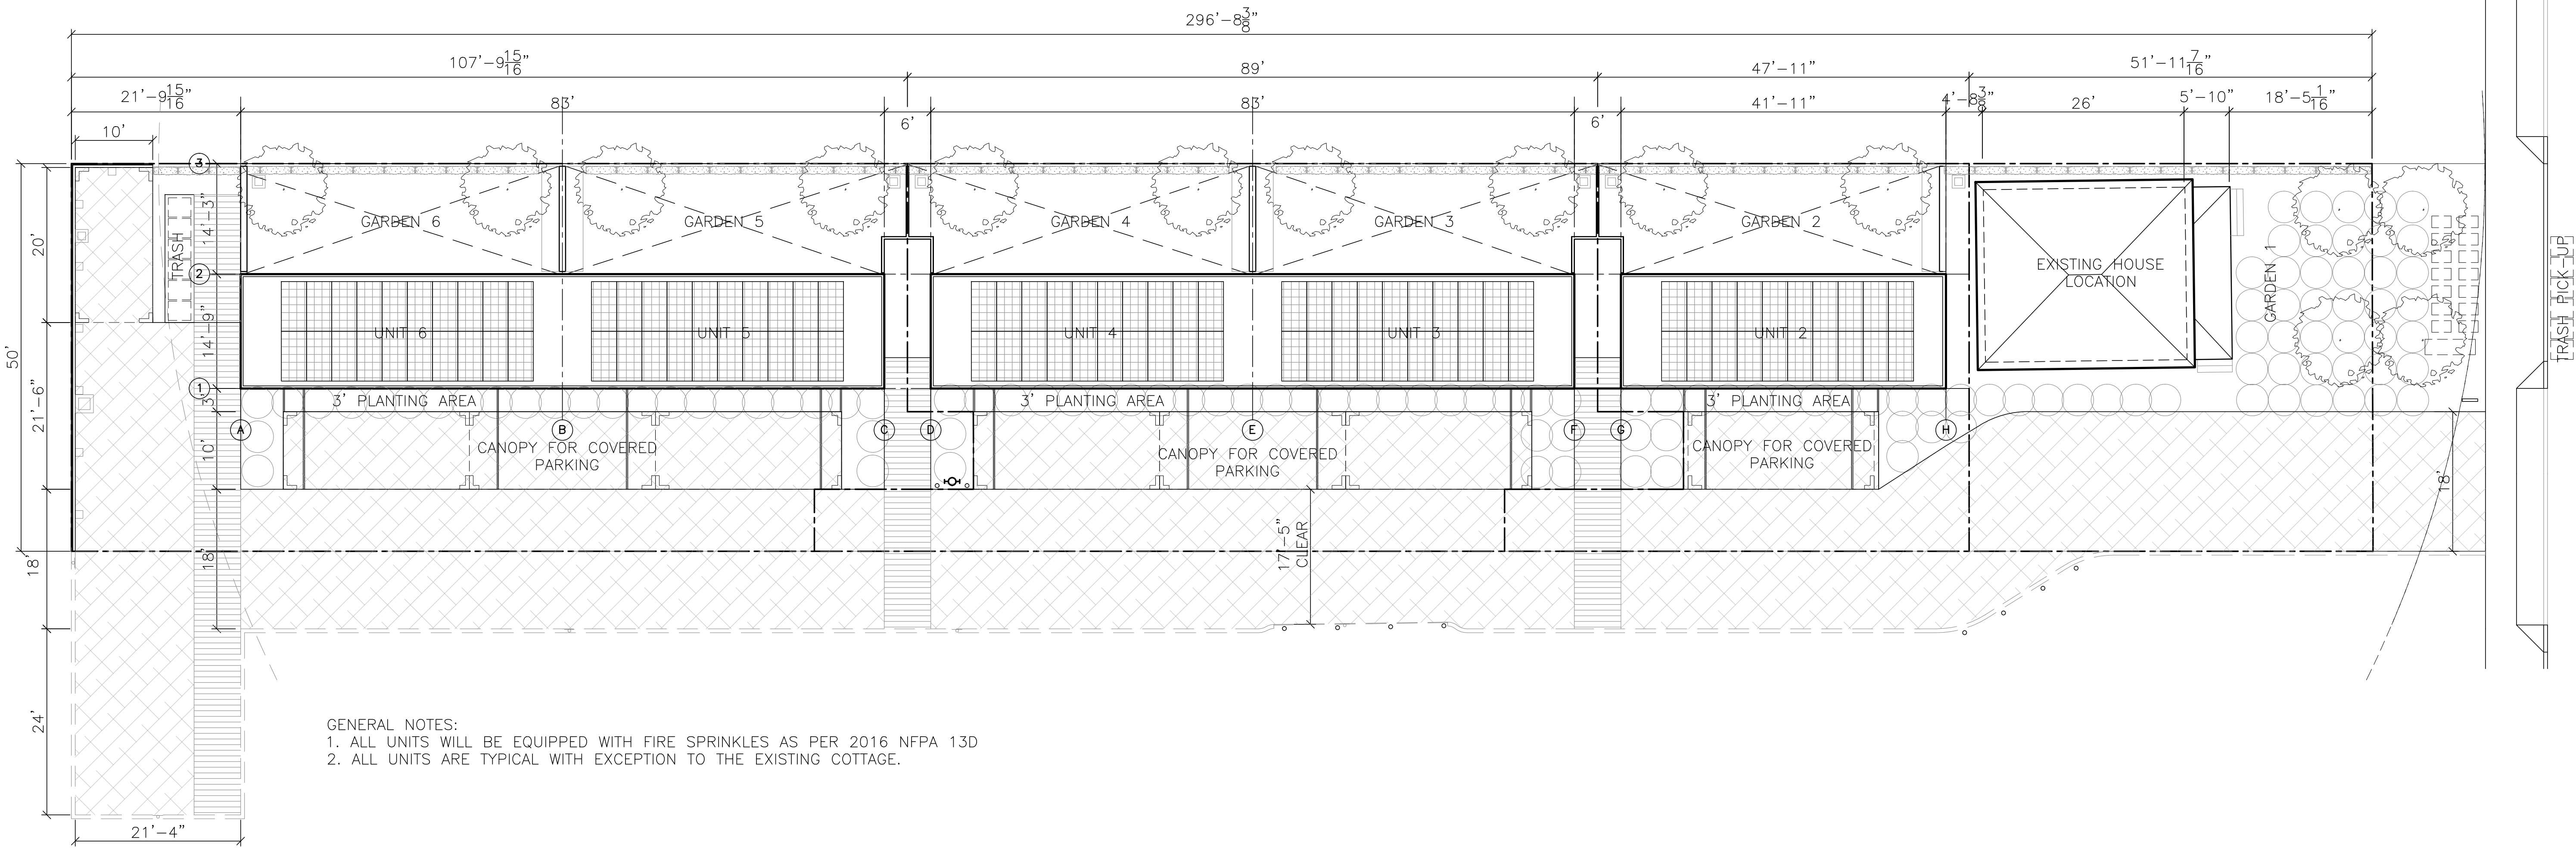 296'-8 3/8"
107'-9 15/16"
89'
47'-11"
51'-11 7/16"
21'-9 15/16"
83'
6'
83'
6'
41'-11"
4'-8 3/8"
26'
5'-10"
18'-5 1/16"
10'
3
GARDEN 6
GARDEN 5
GARDEN 4
GARDEN 3
GARDEN 2
14'-3"
20'
TRASH
2
EXISTING HOUSE
LOCATION
GARDEN 1
TRASH PICK-UP
UNIT 6
UNIT 5
UNIT 4
UNIT 3
UNIT 2
14'-9"
50'
1
3'
3' PLANTING AREA
3' PLANTING AREA
3' PLANTING AREA
21'-6"
A
B
C
D
E
F
G
H
10'
CANOPY FOR COVERED
PARKING
CANOPY FOR COVERED
PARKING
CANOPY FOR COVERED
PARKING
18'
17'-5"
CLEAR
18'
18'
24'
GENERAL NOTES:
1. ALL UNITS WILL BE EQUIPPED WITH FIRE SPRINKLES AS PER 2016 NFPA 13D
2. ALL UNITS ARE TYPICAL WITH EXCEPTION TO THE EXISTING COTTAGE.
21'-4"